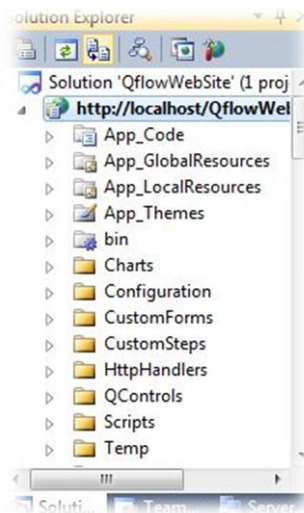 Solution Explorer
Solution 'QflowWebSite' (1 proj
http://localhost/QflowWel
App_Code
App_GlobalResources
App_LocalResources
App_Themes
bin
Charts
Configuration
CustomForms
CustomSteps
HttpHandlers
QControls
Scripts
Temp
Soluti... Team... Server